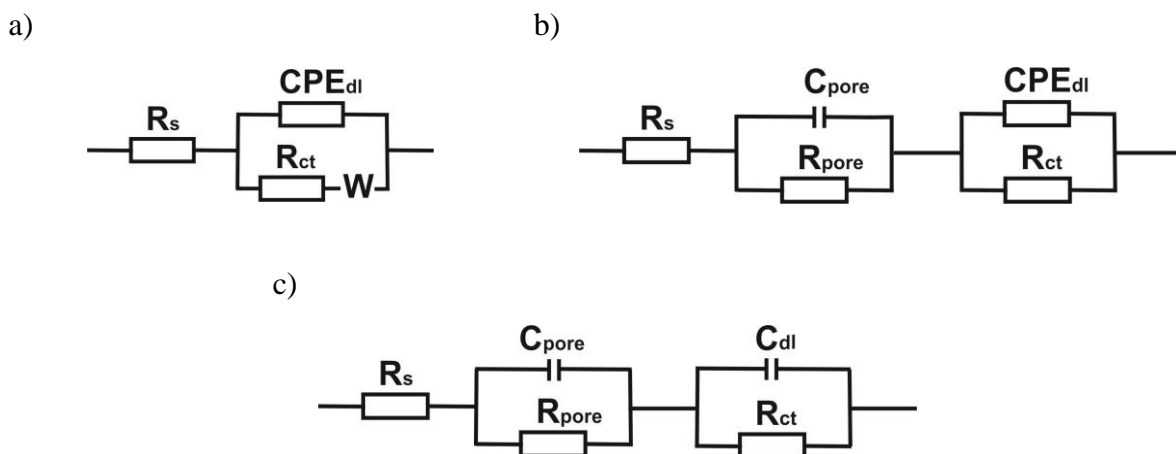 a)
b)
CPEdl
Rs
Rct
W
Cpore
Rs
Rpore
CPEdl
Rct
c)
Cpore
Rs
Rpore
Cdl
Rct